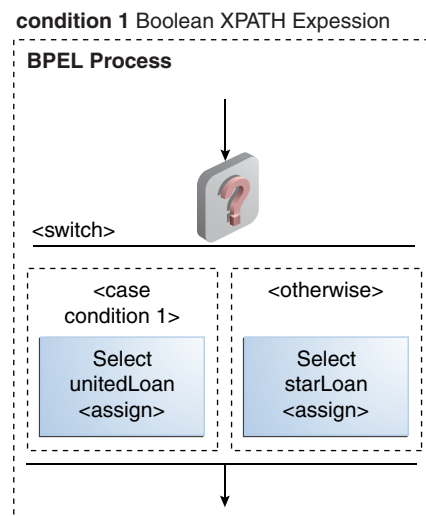 condition 1 Boolean XPATH Expession
BPEL Process
?
<switch>
<case
condition 1>
Select
unitedLoan
<assign>
<otherwise>
Select
starLoan
<assign>